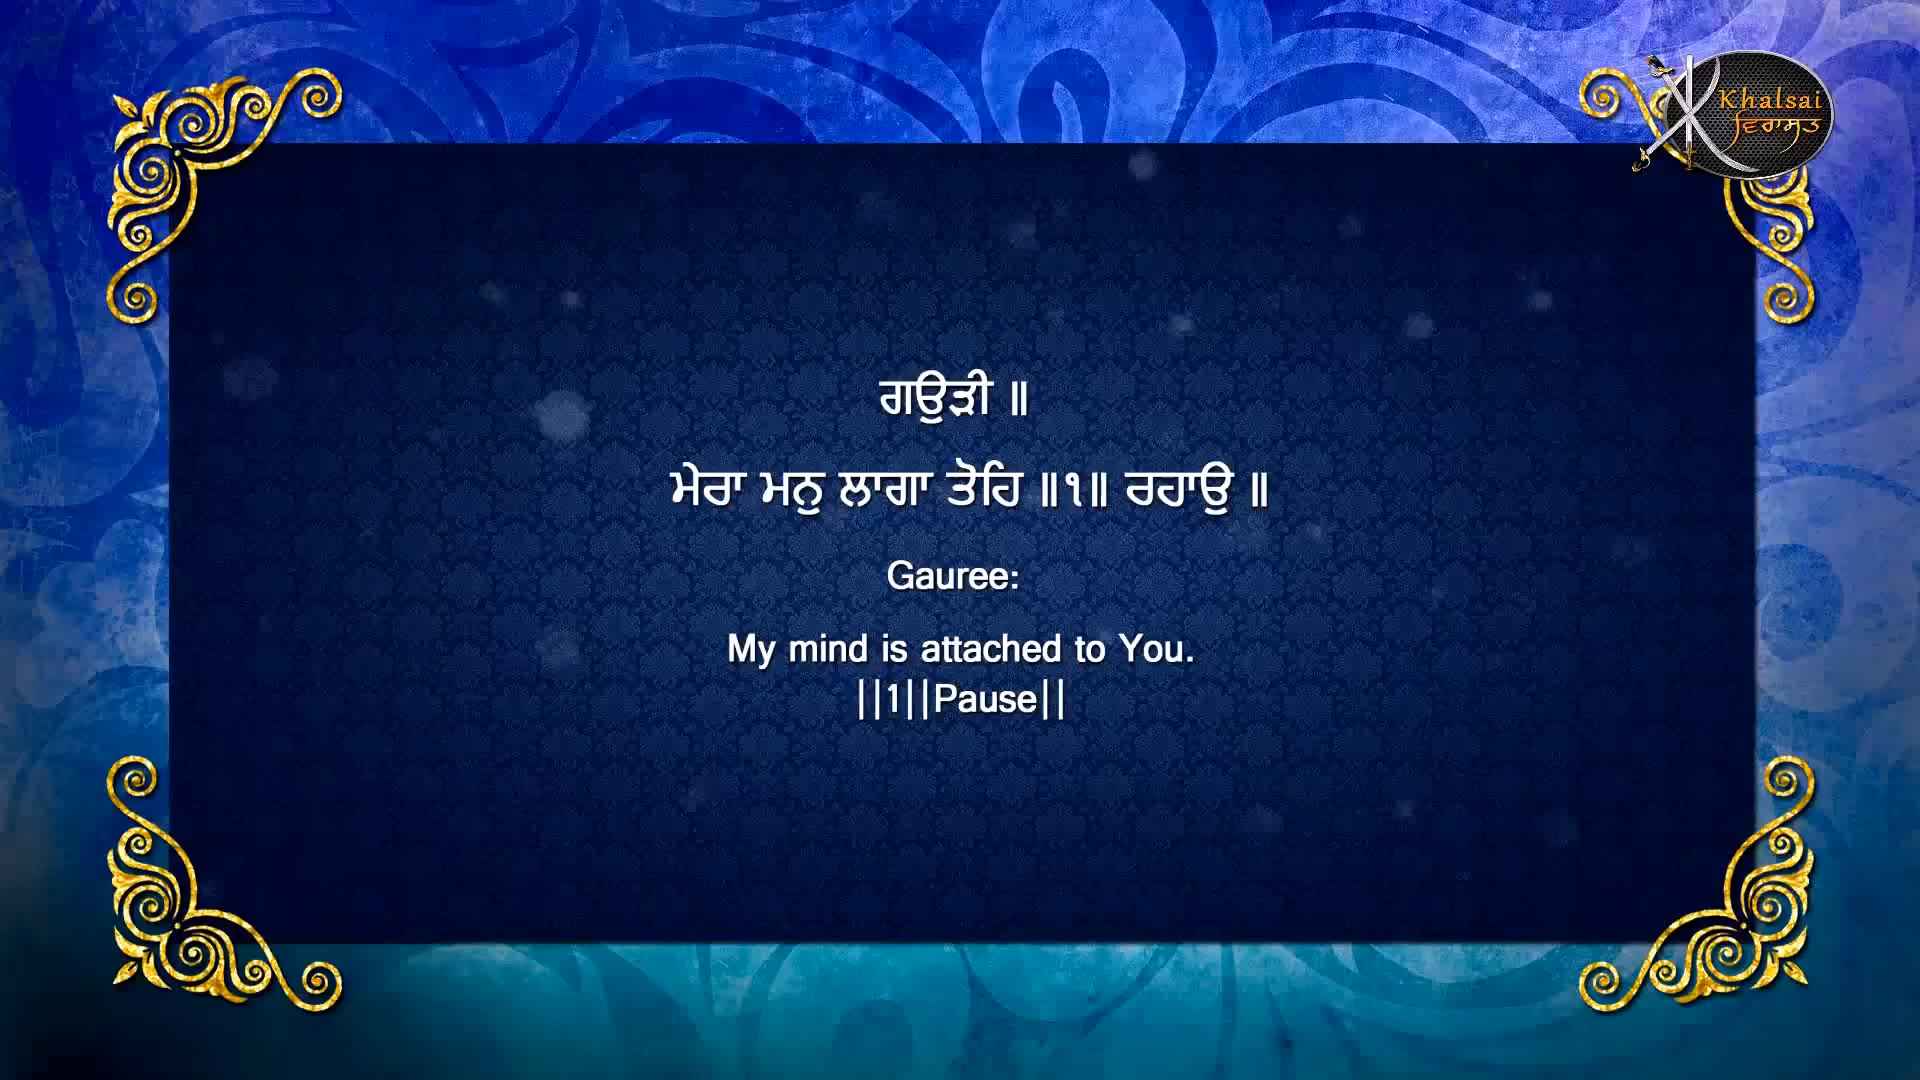 Khalsai
ਵਿਰਾਸਤ
ਗਉੜੀ ॥
ਮੇਰਾ ਮਨੁ ਲਾਗਾ ਤੋਹਿ ॥੧॥ ਰਹਾਉ ॥
Gauree:
My mind is attached to You.
||1||Pause||